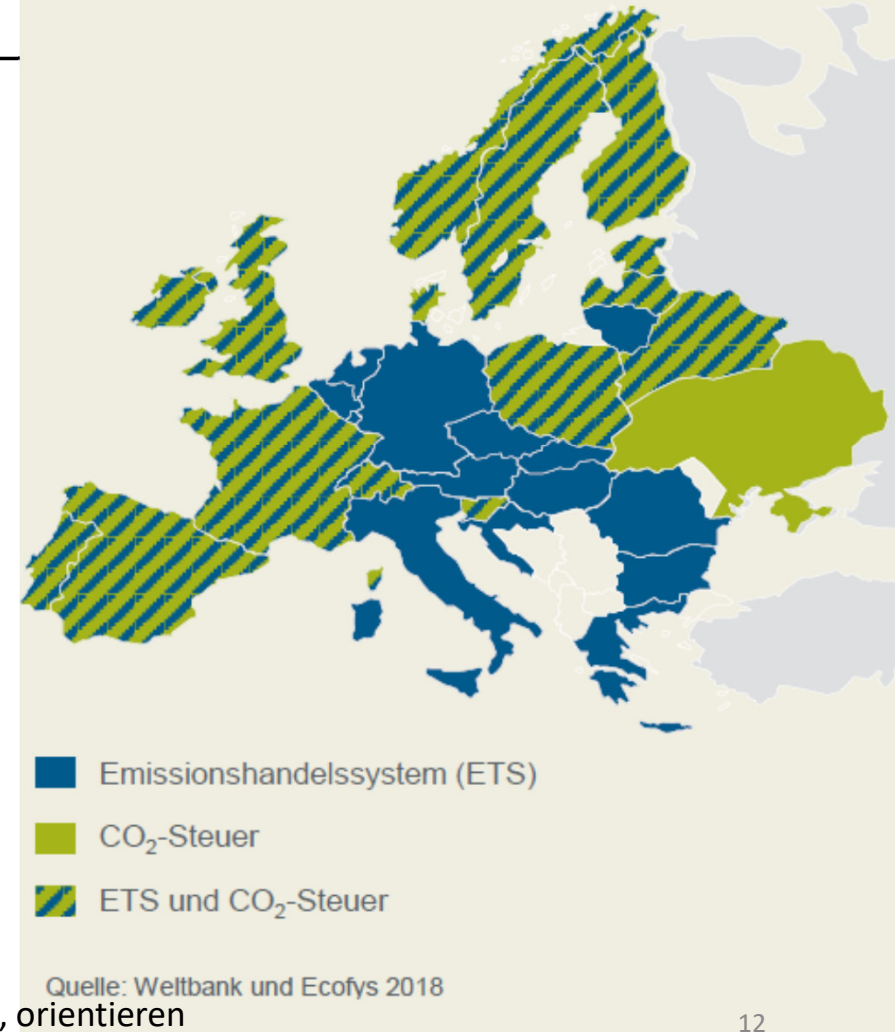 Emissionshandelssystem (ETS)
CO₂-Steuer
ETS und CO₂-Steuer
Quelle: Weltbank und Ecofys 2018
, orientieren
12